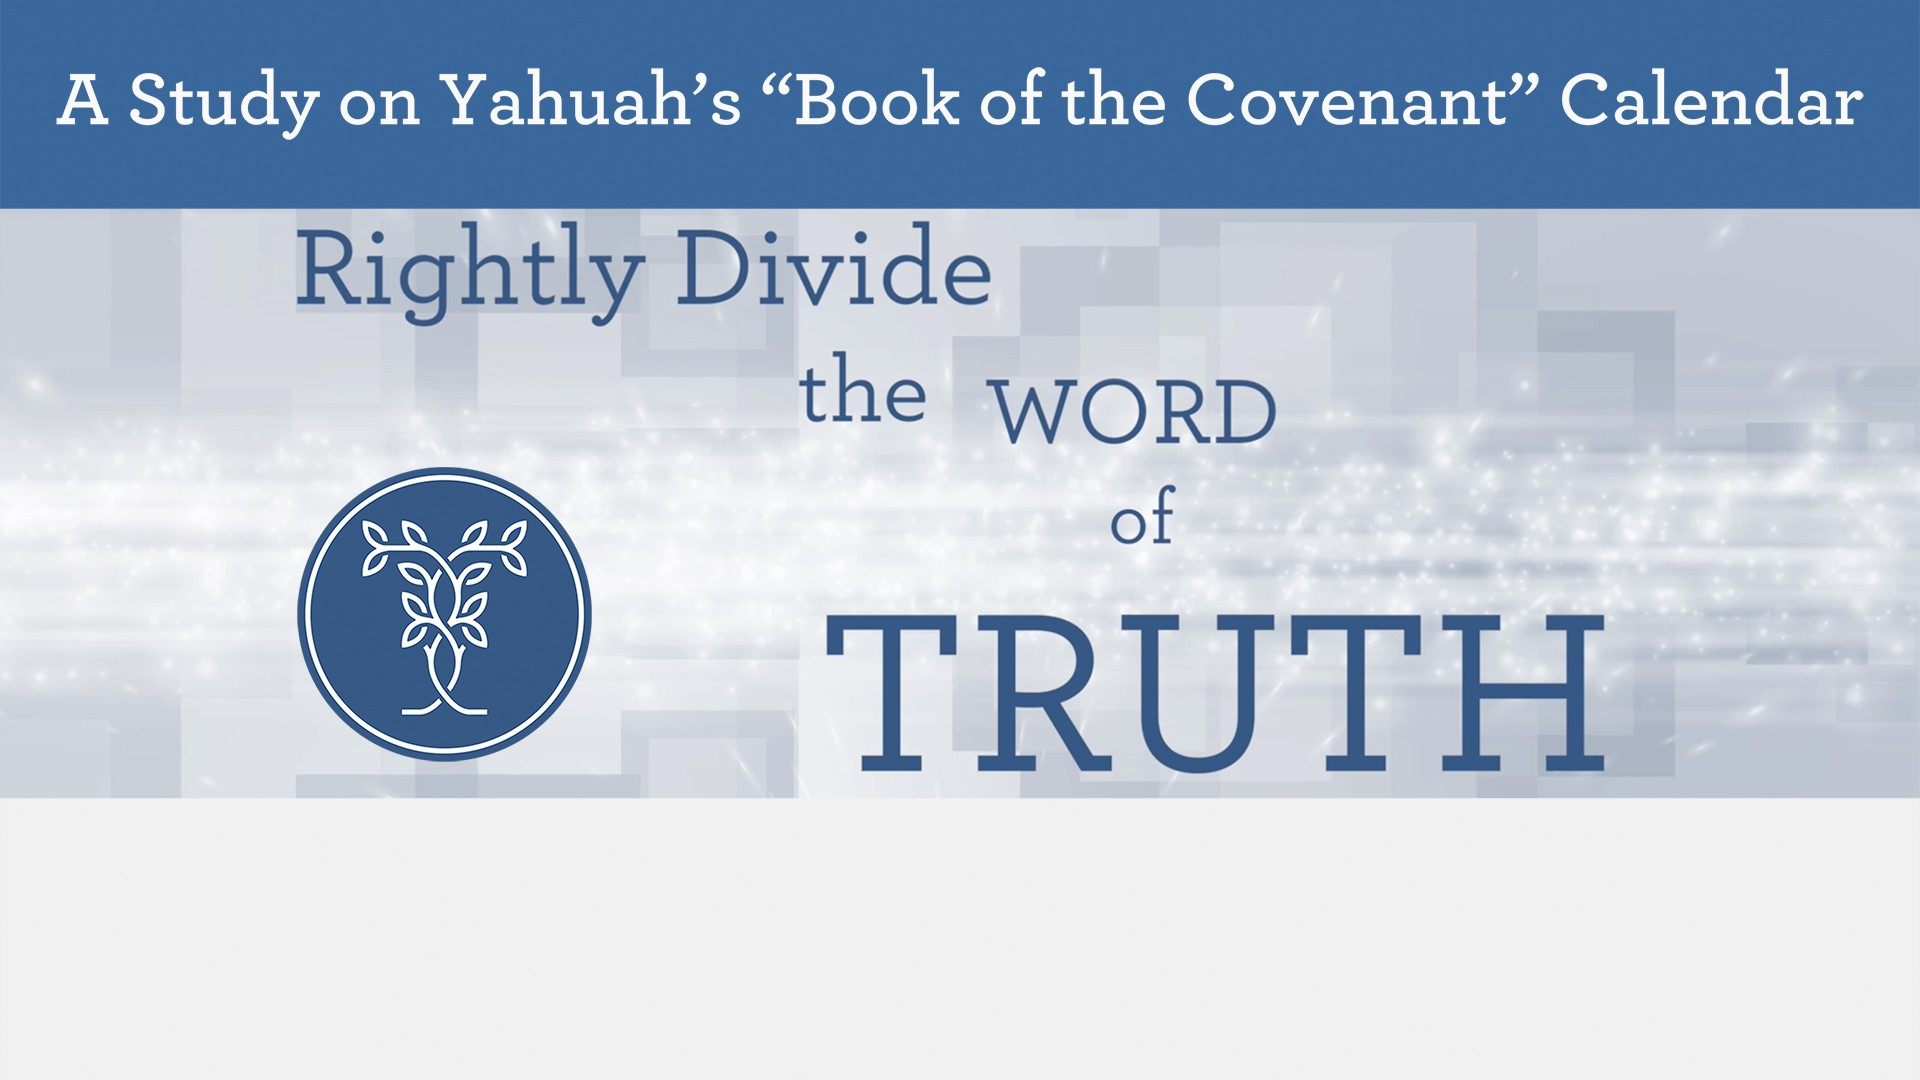 A Study on Yahuah’s “Book of the Covenant” Calendar
Rightly Divide
the WORD
of
TRUTH